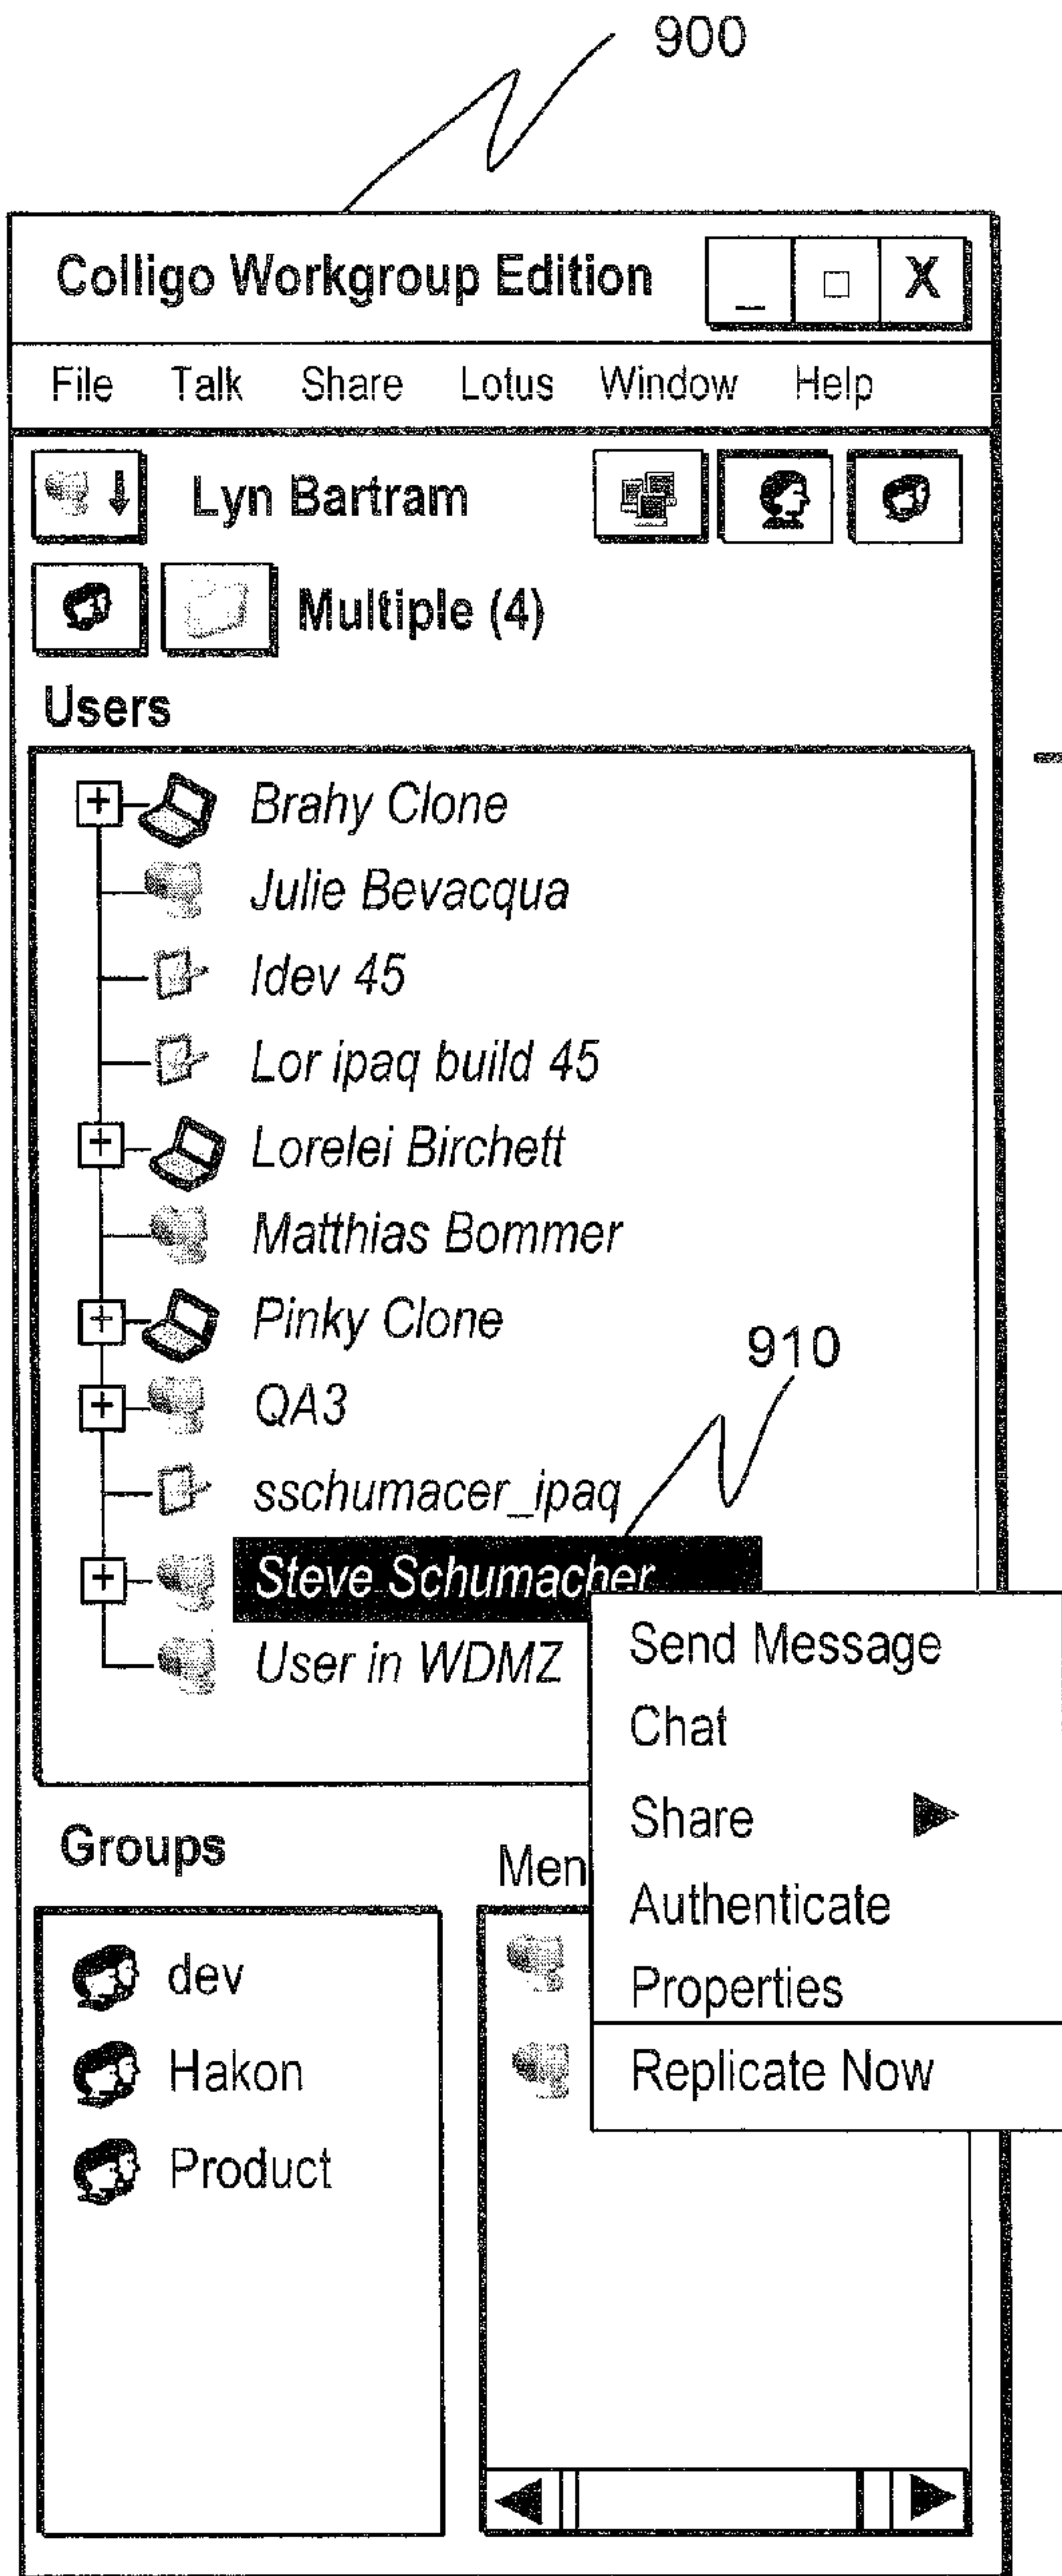 900
Colligo Workgroup Edition _ □ X
File Talk Share Lotus Window Help
Lyn Bartram
Multiple (4)
Users
Brahy Clone
Julie Bevacqua
Idev 45
Lor ipaq build 45
Lorelei Birchett
Matthias Bommer
Pinky Clone
910
QA3
sschumacer_ipaq
Steve Schumacher
User in WDMZ
Send Message
Chat
Share
Authenticate
Properties
Replicate Now
Groups
Men
dev
Hakon
Product